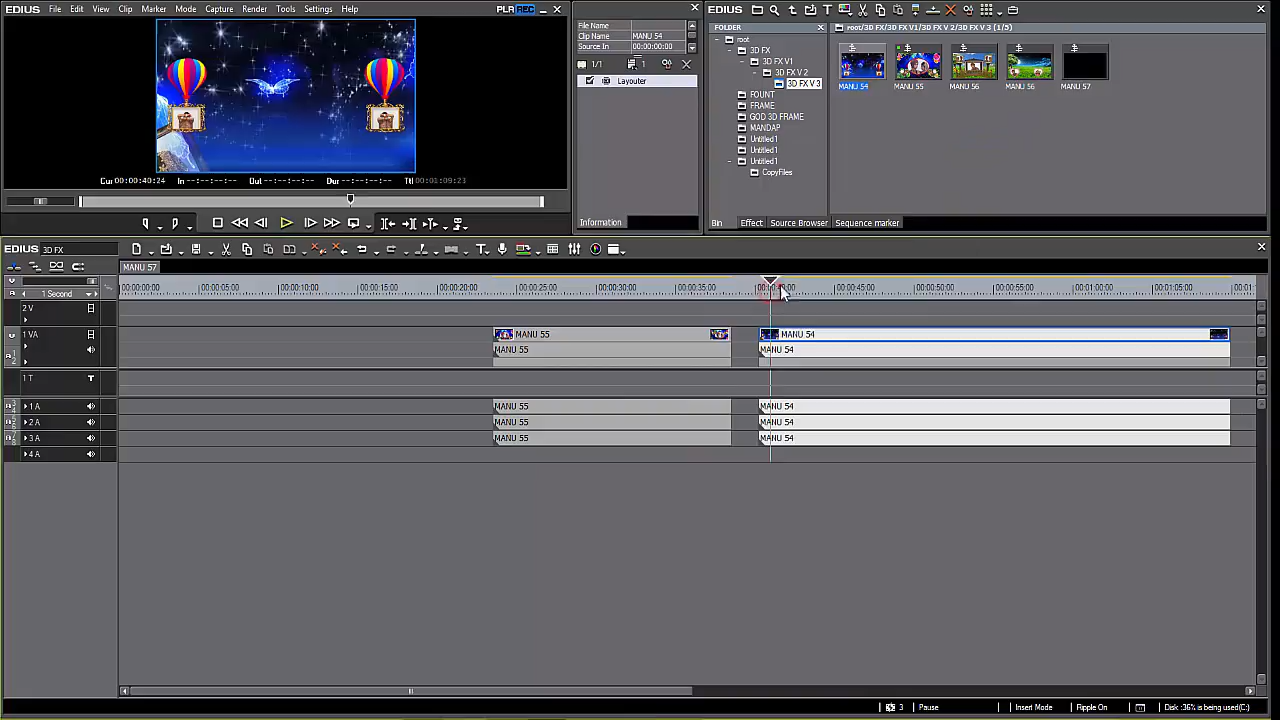 EDIUS File Edit View Clip Marker Mode Capture Render Tools Settings Help PLR REC
File Name
Clip Name MANU 54
Source In 00:00:00:00
1/1 1
Layouter
Information
EDIUS
FOLDER
root
3D FX
3D FX V1
3D FX V 2
3D FX V 3
FOUNT
FRAME
GOD 3D FRAME
MANDAP
Untitled1
Untitled1
Untitled1
CopyFiles
root/3D FX/3D FX V1/3D FX V 2/3D FX V 3 (1/5)
MANU 54 MANU 55 MANU 56 MANU 56 MANU 57
Bin Effect Source Browser Sequence marker
Cur 00:00:40:24 In --:--:--:-- Out --:--:--:-- Dur --:--:--:-- Ttl 00:01:09:23
EDIUS 3D FX
MANU 57
1 Second
00:00:00:00 00:00:05:00 00:00:10:00 00:00:15:00 00:00:20:00 00:00:25:00 00:00:30:00 00:00:35:00 00:00:45:00 00:00:50:00 00:00:55:00 00:01:00:00 00:01:05:00 00:01
2 V
1 VA MANU 55 MANU 54
MANU 55 MANU 54
1 T T
1 A MANU 55 MANU 54
2 A MANU 55 MANU 54
3 A MANU 55 MANU 54
4 A
3 Pause Insert Mode Ripple On Disk :36% is being used(C:)